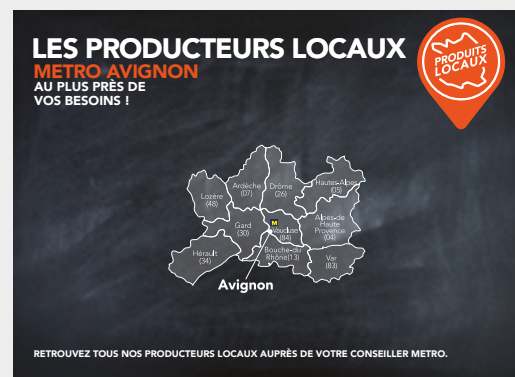 LES PRODUCTEURS LOCAUX
METRO AVIGNON
AU PLUS PRÈS DE
VOS BESOINS !
PRODUITS
LOCAUX
Hautes-Alpes
(05)
Ardèche
(07)
Drôme
(26)
Lozère
(48)
Alpes-de
Haute
Provence
(04)
Gard
(30)
M
Vaucluse
(84)
Hérault
(34)
Bouche-du
Rhône(13)
Var
(83)
Avignon
RETROUVEZ TOUS NOS PRODUCTEURS LOCAUX AUPRÈS DE VOTRE CONSEILLER METRO.